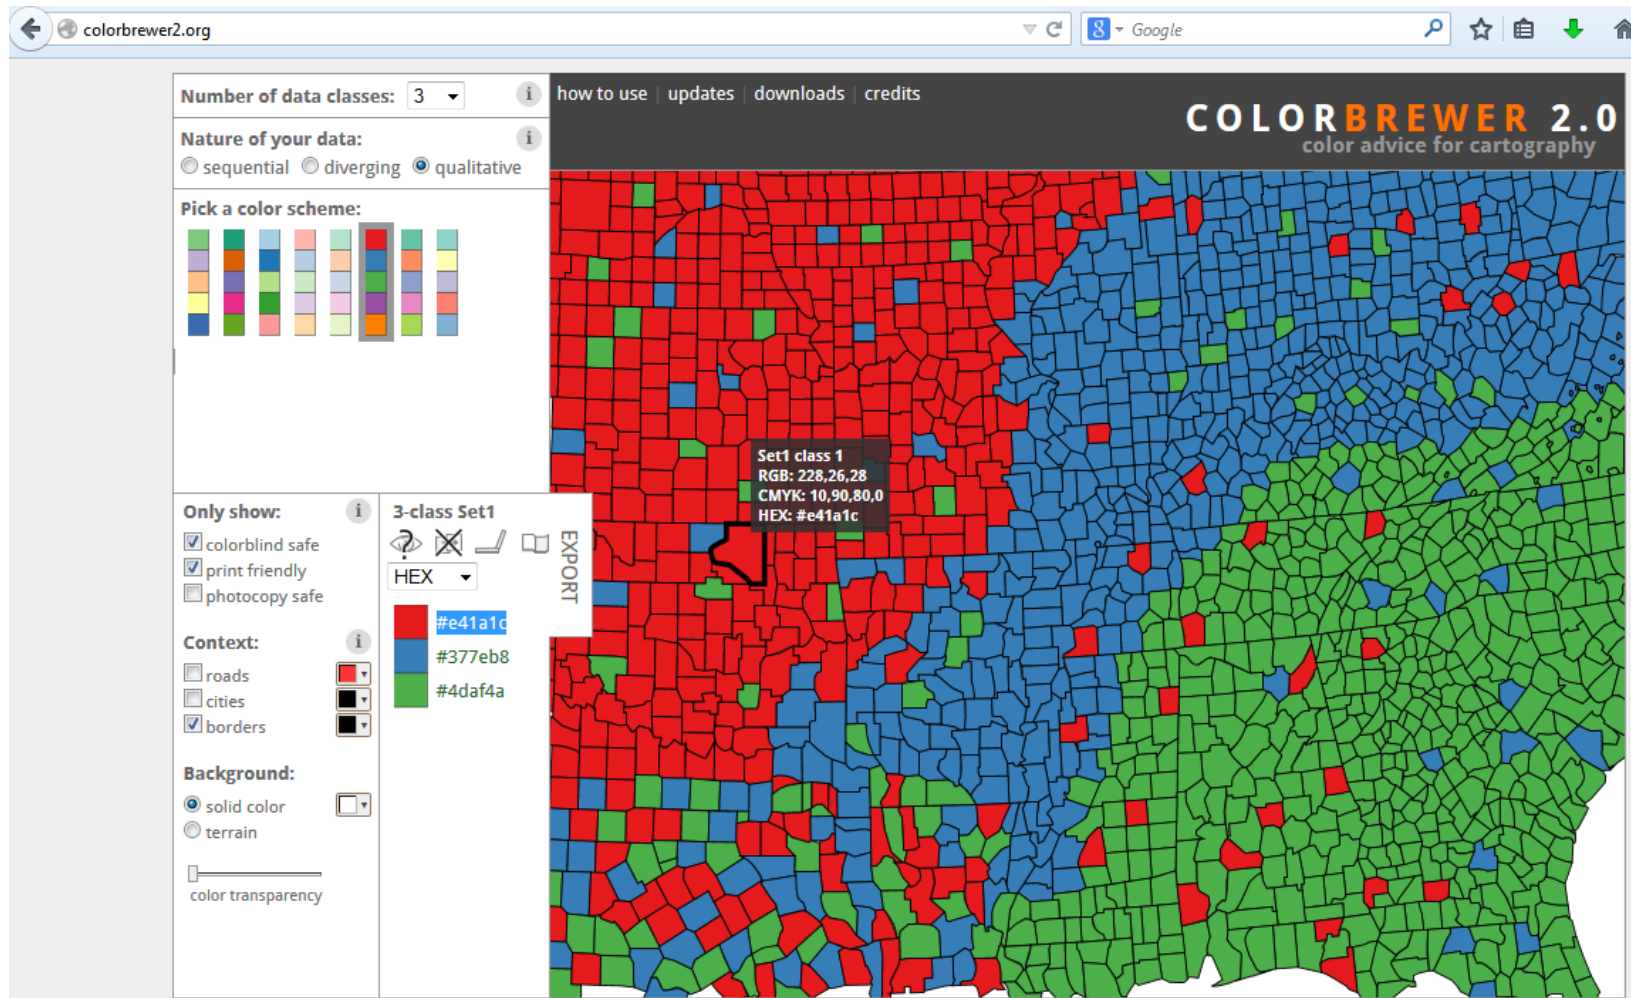 colorbrewer2.org
Google
Number of data classes: 3
i
Nature of your data:
i
sequential diverging qualitative
Pick a color scheme:
how to use | updates | downloads | credits
COLORBREWER 2.0
color advice for cartography
Set1 class 1
RGB: 228,26,28
CMYK: 10,90,80,0
HEX: #e41a1c
Only show:
i
colorblind safe
print friendly
photocopy safe
Context:
i
roads
cities
borders
Background:
solid color
terrain
color transparency
3-class Set1
HEX
#e41a1c
#377eb8
#4daf4a
EXPORT